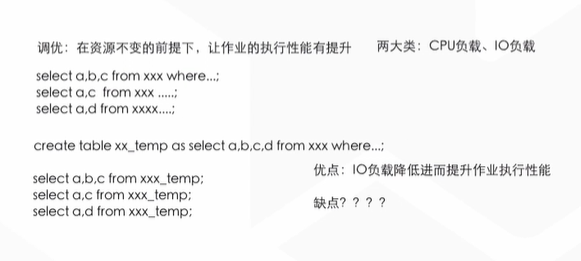 调优：在资源不变的前提下，让作业的执行性能有提升
两大类：CPU负载、IO负载
select a,b,c from xxx where...;
select a,c  from xxx .....;
select a,d from xxxx....;
create table xx_temp as select a,b,c,d from xxx where...;
select a,b,c from xxx_temp;
select a,c from xxx_temp;
select a,d from xxx_temp;
优点：IO负载降低进而提升作业执行性能
缺点？？？？